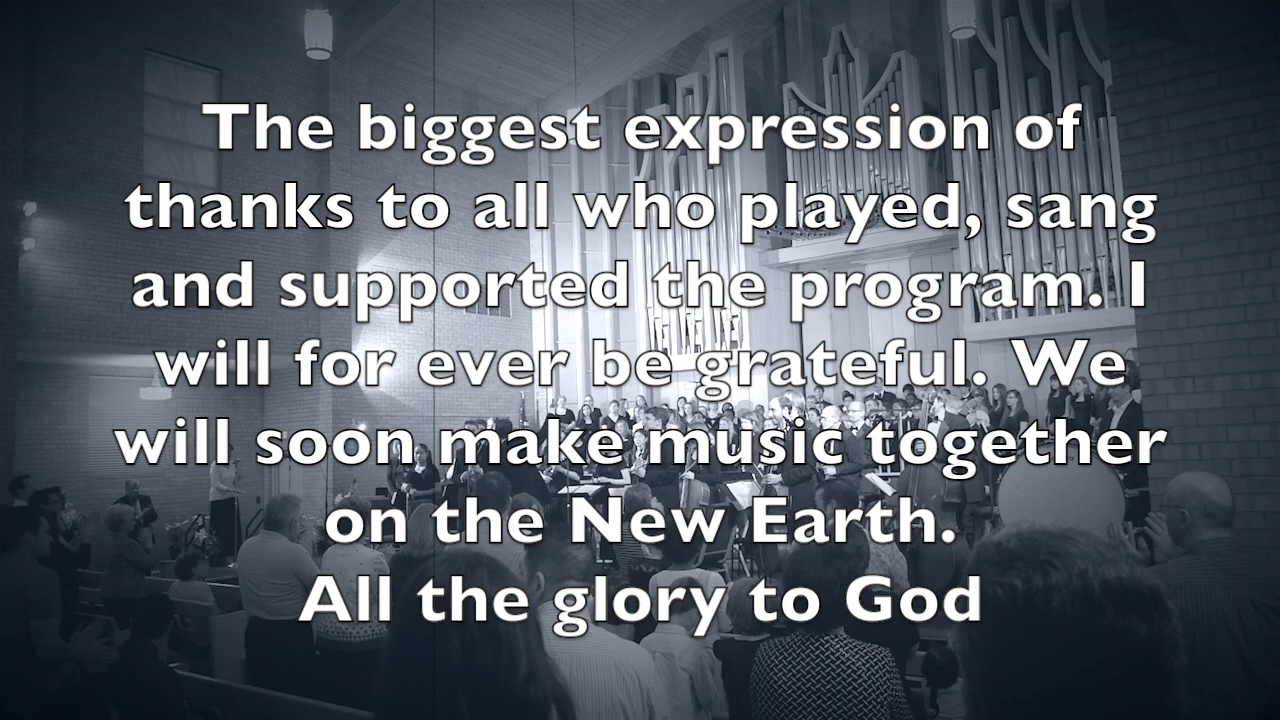 The biggest expression of
thanks to all who played, sang
and supported the program. I
will for ever be grateful. We
will soon make music together
on the New Earth.
All the glory to God